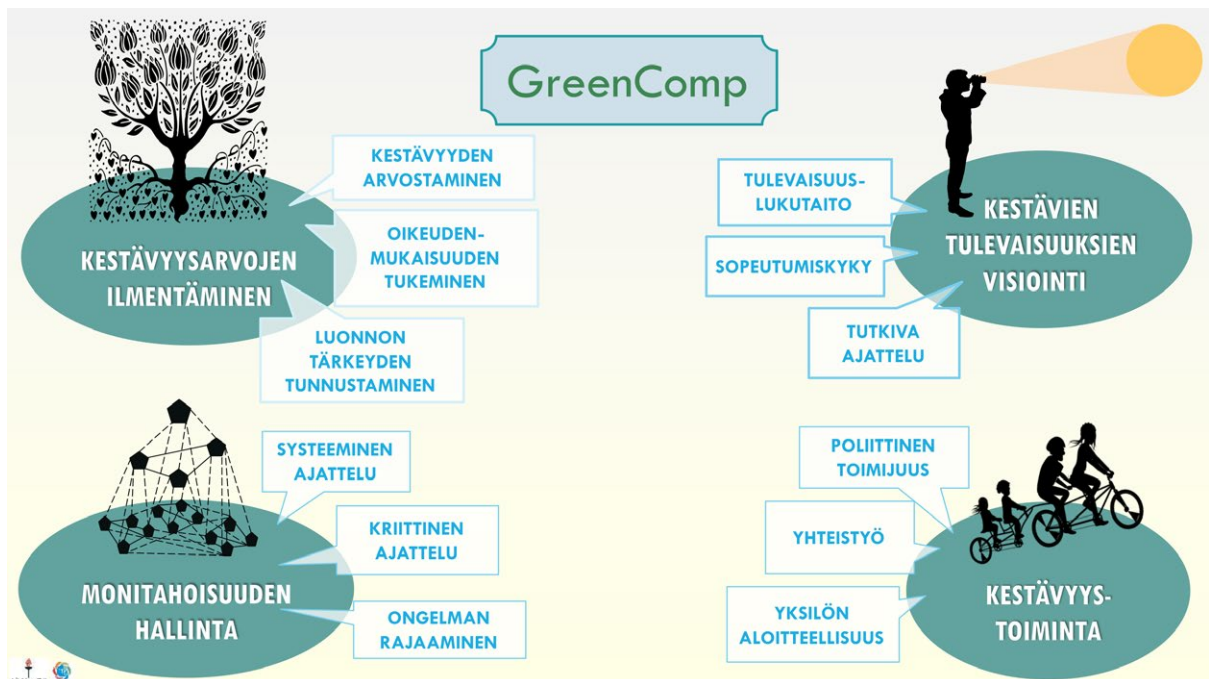 GreenComp
KESTÄVYYDEN
ARVOSTAMINEN
OIKEUDEN-
MUKAISUUDEN
TUKEMINEN
LUONNON
TÄRKEYDEN
TUNNUSTAMINEN
KESTÄVYYSARVOJEN
ILMENTÄMINEN
TULEVAISUUS-
LUKUTAITO
SOPEUTUMISKYKY
TUTKIVA
AJATTELU
KESTÄVIEN
TULEVAISUUKSIEN
VISIOINTI
SYSTEEMINEN
AJATTELU
KRIITTINEN
AJATTELU
ONGELMAN
RAJAAMINEN
MONITAHOISUUDEN
HALLINTA
POLIITTINEN
TOIMIJUUS
YHTEISTYÖ
YKSILÖN
ALOITTEELLISUUS
KESTÄVYYS-
TOIMINTA